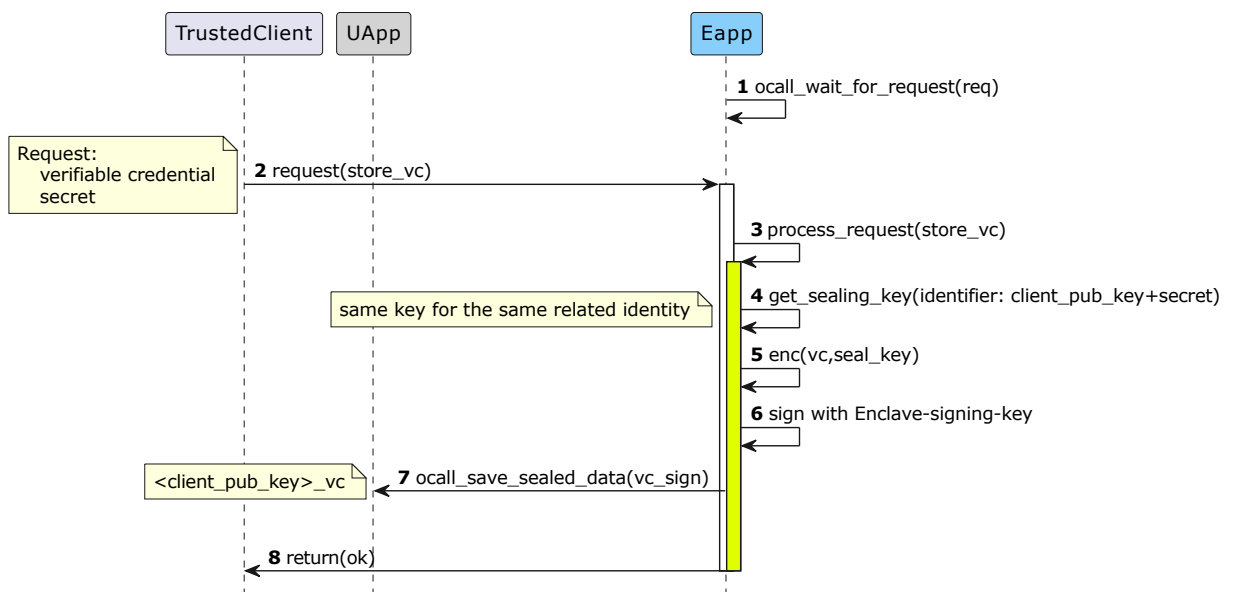 TrustedClient
UApp
Eapp
1 ocall_wait_for_request(req)
Request:
verifiable credential
secret
2 request(store_vc)
3 process_request(store_vc)
same key for the same related identity
4 get_sealing_key(identifier: client_pub_key+secret)
5 enc(vc,seal_key)
6 sign with Enclave-signing-key
<client_pub_key>_vc
7 ocall_save_sealed_data(vc_sign)
8 return(ok)